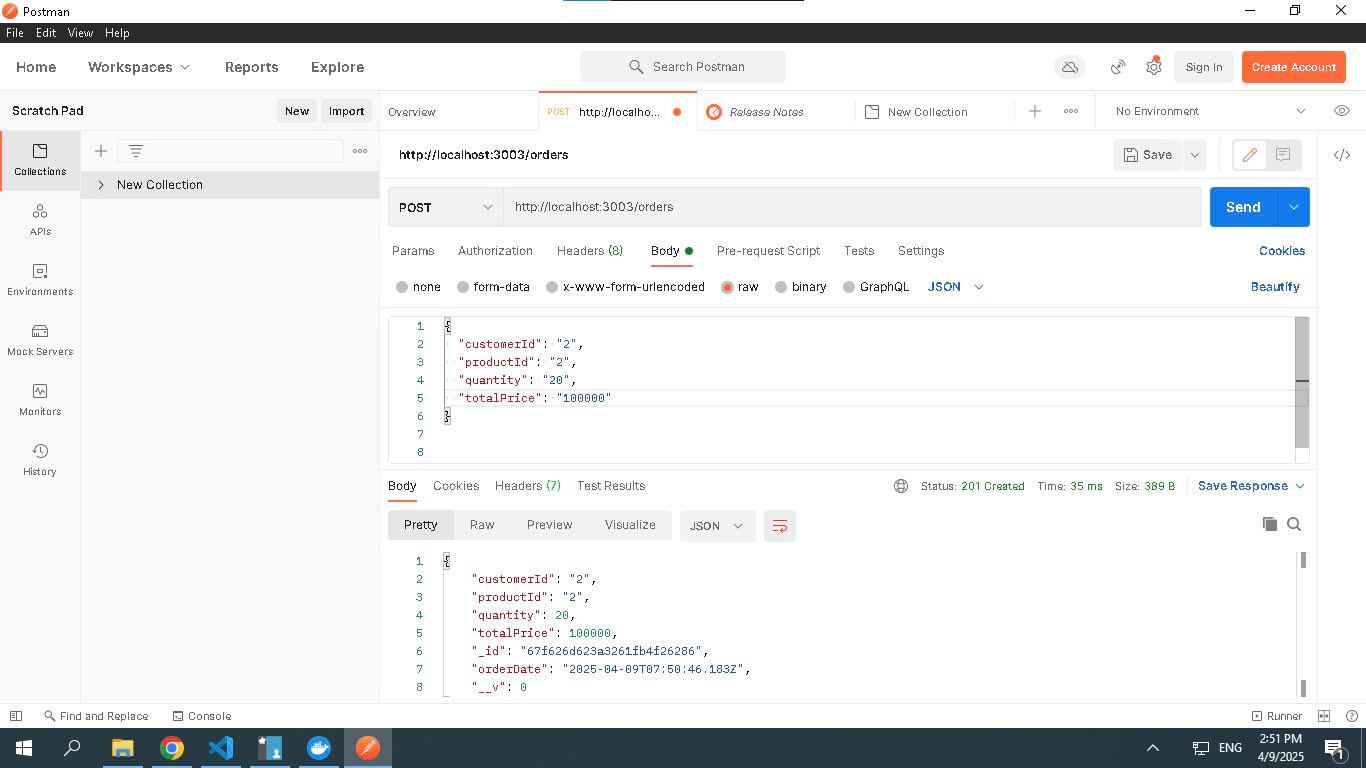 Postman
File Edit View Help
Home Workspaces Reports Explore Search Postman Sign In Create Account
Scratch Pad New Import Overview POST http://localho... Release Notes New Collection No Environment
Collections
New Collection
APIs
Environments
Mock Servers
Monitors
History
http://localhost:3003/orders Save
POST http://localhost:3003/orders Send
Params Authorization Headers (8) Body Pre-request Script Tests Settings Cookies
none form-data x-www-form-urlencoded raw binary GraphQL JSON Beautify
1 {
2 "customerId": "2",
3 "productId": "2",
4 "quantity": "20",
5 "totalPrice": "100000"
6 }
7
8
Body Cookies Headers (7) Test Results Status: 201 Created Time: 35 ms Size: 389 B Save Response
Pretty Raw Preview Visualize JSON
1 {
2 "customerId": "2",
3 "productId": "2",
4 "quantity": 20,
5 "totalPrice": 100000,
6 "_id": "67f626d623a3261fb4f26286",
7 "orderDate": "2025-04-09T07:50:46.183Z",
8 "__v": 0
Find and Replace Console Runner
ENG 2:51 PM
4/9/2025
1